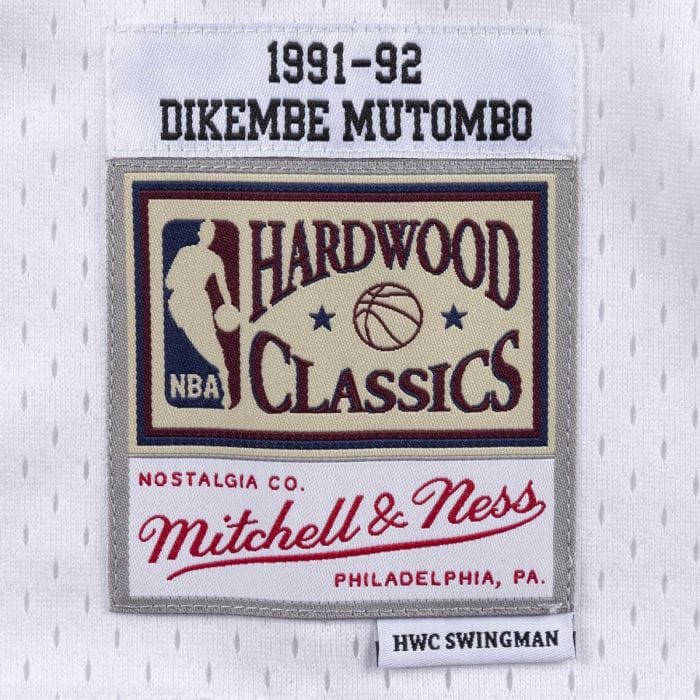 1991-92
DIKEMBE MUTOMBO
HARDWOOD
CLASSICS
NBA
NOSTALGIA CO.
Mitchell & Ness
PHILADELPHIA, PA.
HWC SWINGMAN